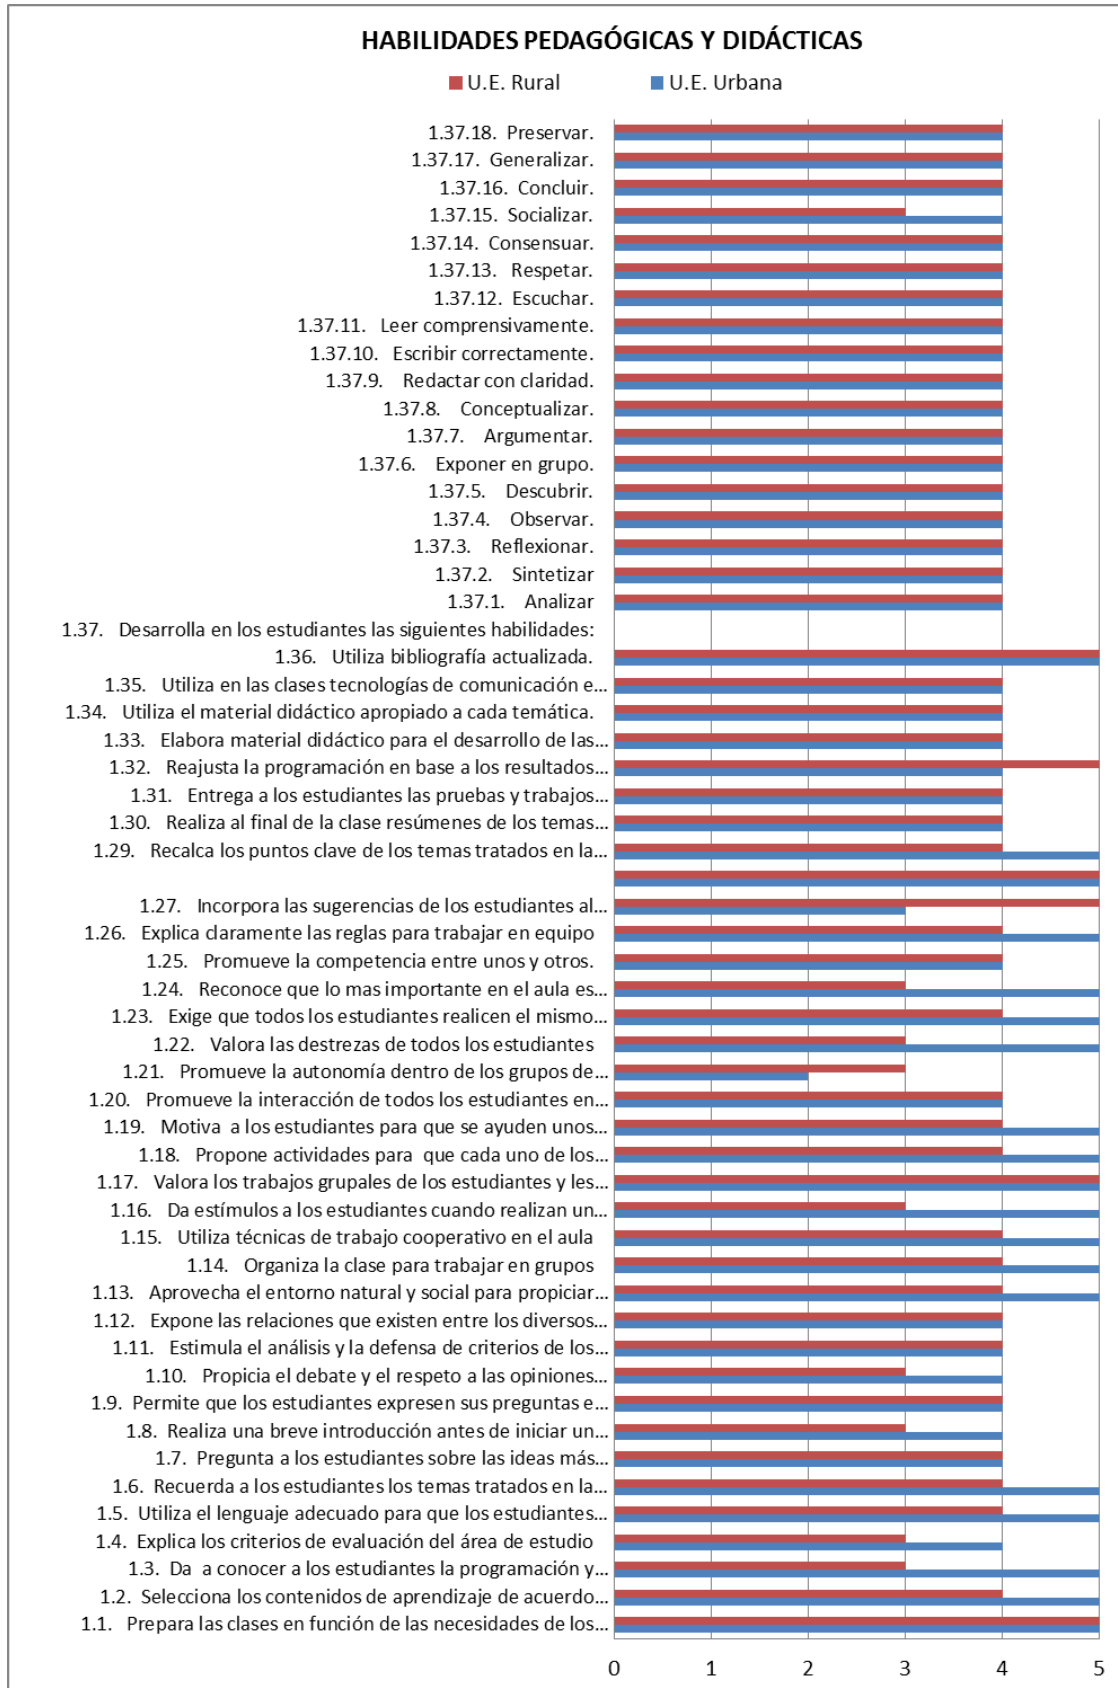 HABILIDADES PEDAGÓGICAS Y DIDÁCTICAS
U.E. Rural U.E. Urbana
1.37.18. Preservar.
1.37.17. Generalizar.
1.37.16. Concluir.
1.37.15. Socializar.
1.37.14. Consensuar.
1.37.13. Respetar.
1.37.12. Escuchar.
1.37.11. Leer comprensivamente.
1.37.10. Escribir correctamente.
1.37.9. Redactar con claridad.
1.37.8. Conceptualizar.
1.37.7. Argumentar.
1.37.6. Exponer en grupo.
1.37.5. Descubrir.
1.37.4. Observar.
1.37.3. Reflexionar.
1.37.2. Sintetizar
1.37.1. Analizar
1.37. Desarrolla en los estudiantes las siguientes habilidades:
1.36. Utiliza bibliografía actualizada.
1.35. Utiliza en las clases tecnologías de comunicación e...
1.34. Utiliza el material didáctico apropiado a cada temática.
1.33. Elabora material didáctico para el desarrollo de las...
1.32. Reajusta la programación en base a los resultados...
1.31. Entrega a los estudiantes las pruebas y trabajos...
1.30. Realiza al final de la clase resúmenes de los temas...
1.29. Recalca los puntos clave de los temas tratados en la...
1.27. Incorpora las sugerencias de los estudiantes al...
1.26. Explica claramente las reglas para trabajar en equipo
1.25. Promueve la competencia entre unos y otros.
1.24. Reconoce que lo mas importante en el aula es...
1.23. Exige que todos los estudiantes realicen el mismo...
1.22. Valora las destrezas de todos los estudiantes
1.21. Promueve la autonomía dentro de los grupos de...
1.20. Promueve la interacción de todos los estudiantes en...
1.19. Motiva a los estudiantes para que se ayuden unos...
1.18. Propone actividades para que cada uno de los...
1.17. Valora los trabajos grupales de los estudiantes y les...
1.16. Da estímulos a los estudiantes cuando realizan un...
1.15. Utiliza técnicas de trabajo cooperativo en el aula
1.14. Organiza la clase para trabajar en grupos
1.13. Aprovecha el entorno natural y social para propiciar...
1.12. Expone las relaciones que existen entre los diversos...
1.11. Estimula el análisis y la defensa de criterios de los...
1.10. Propicia el debate y el respeto a las opiniones...
1.9. Permite que los estudiantes expresen sus preguntas e...
1.8. Realiza una breve introducción antes de iniciar un...
1.7. Pregunta a los estudiantes sobre las ideas más...
1.6. Recuerda a los estudiantes los temas tratados en la...
1.5. Utiliza el lenguaje adecuado para que los estudiantes...
1.4. Explica los criterios de evaluación del área de estudio
1.3. Da a conocer a los estudiantes la programación y...
1.2. Selecciona los contenidos de aprendizaje de acuerdo...
1.1. Prepara las clases en función de las necesidades de los...
0 1 2 3 4 5